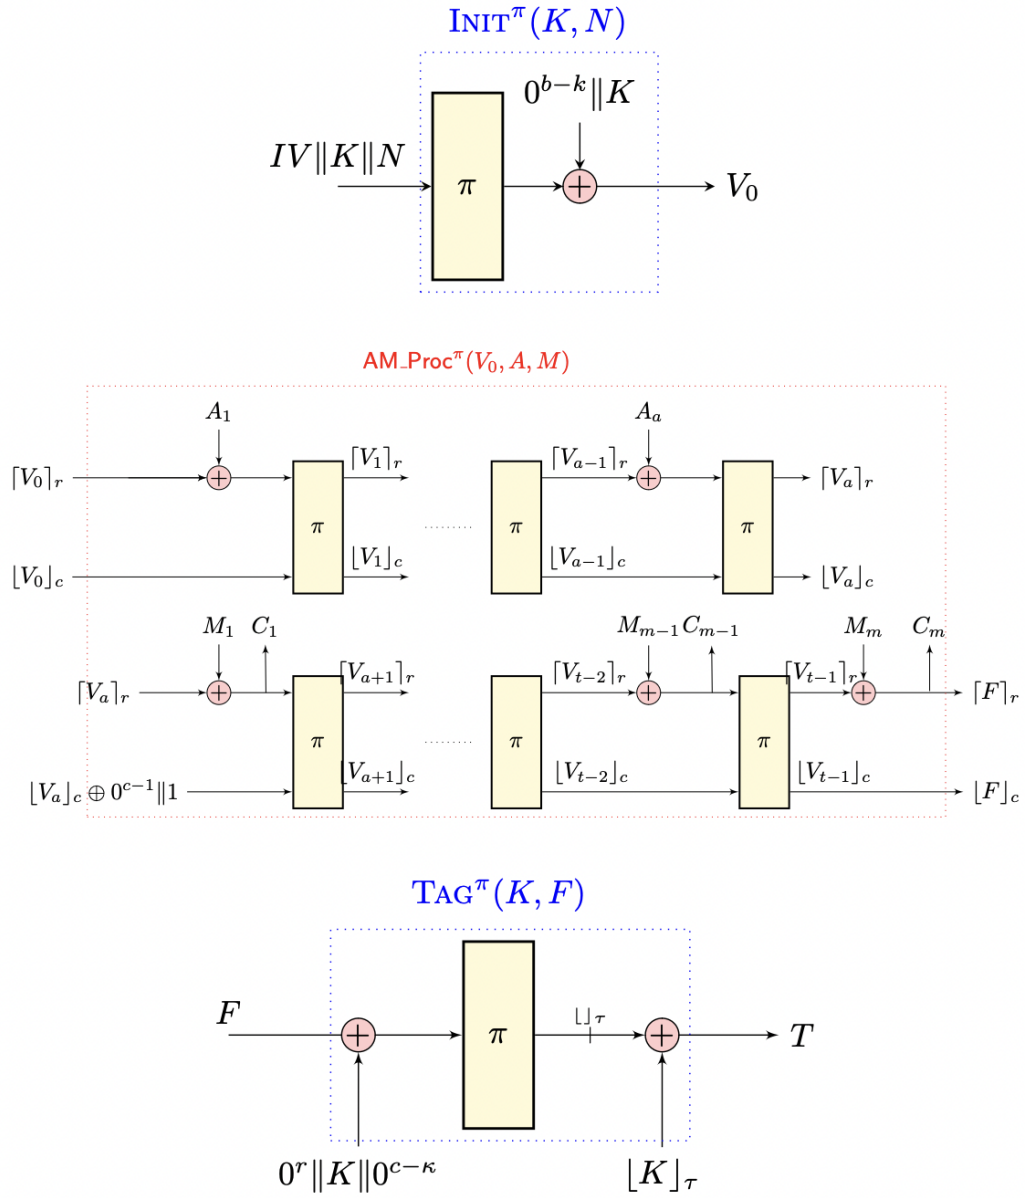 INIT^π(K, N)
0^{b−k}‖K
IV‖K‖N
π
V_0
AM_Proc^π(V_0, A, M)
A_1 A_a
⌈V_0⌉_r ⌈V_1⌉_r ⌈V_{a−1}⌉_r ⌈V_a⌉_r
π ········· π π
⌊V_0⌋_c ⌊V_1⌋_c ⌊V_{a−1}⌋_c ⌊V_a⌋_c
M_1 C_1 M_{m−1} C_{m−1} M_m C_m
⌈V_a⌉_r ⌈V_{a+1}⌉_r ⌈V_{t−2}⌉_r ⌈V_{t−1}⌉_r ⌈F⌉_r
π ········· π π
⌊V_a⌋_c ⊕ 0^{c−1}‖1 ⌊V_{a+1}⌋_c ⌊V_{t−2}⌋_c ⌊V_{t−1}⌋_c ⌊F⌋_c
TAG^π(K, F)
F π ⌊⌋_τ T
0^r‖K‖0^{c−κ} ⌊K⌋_τ